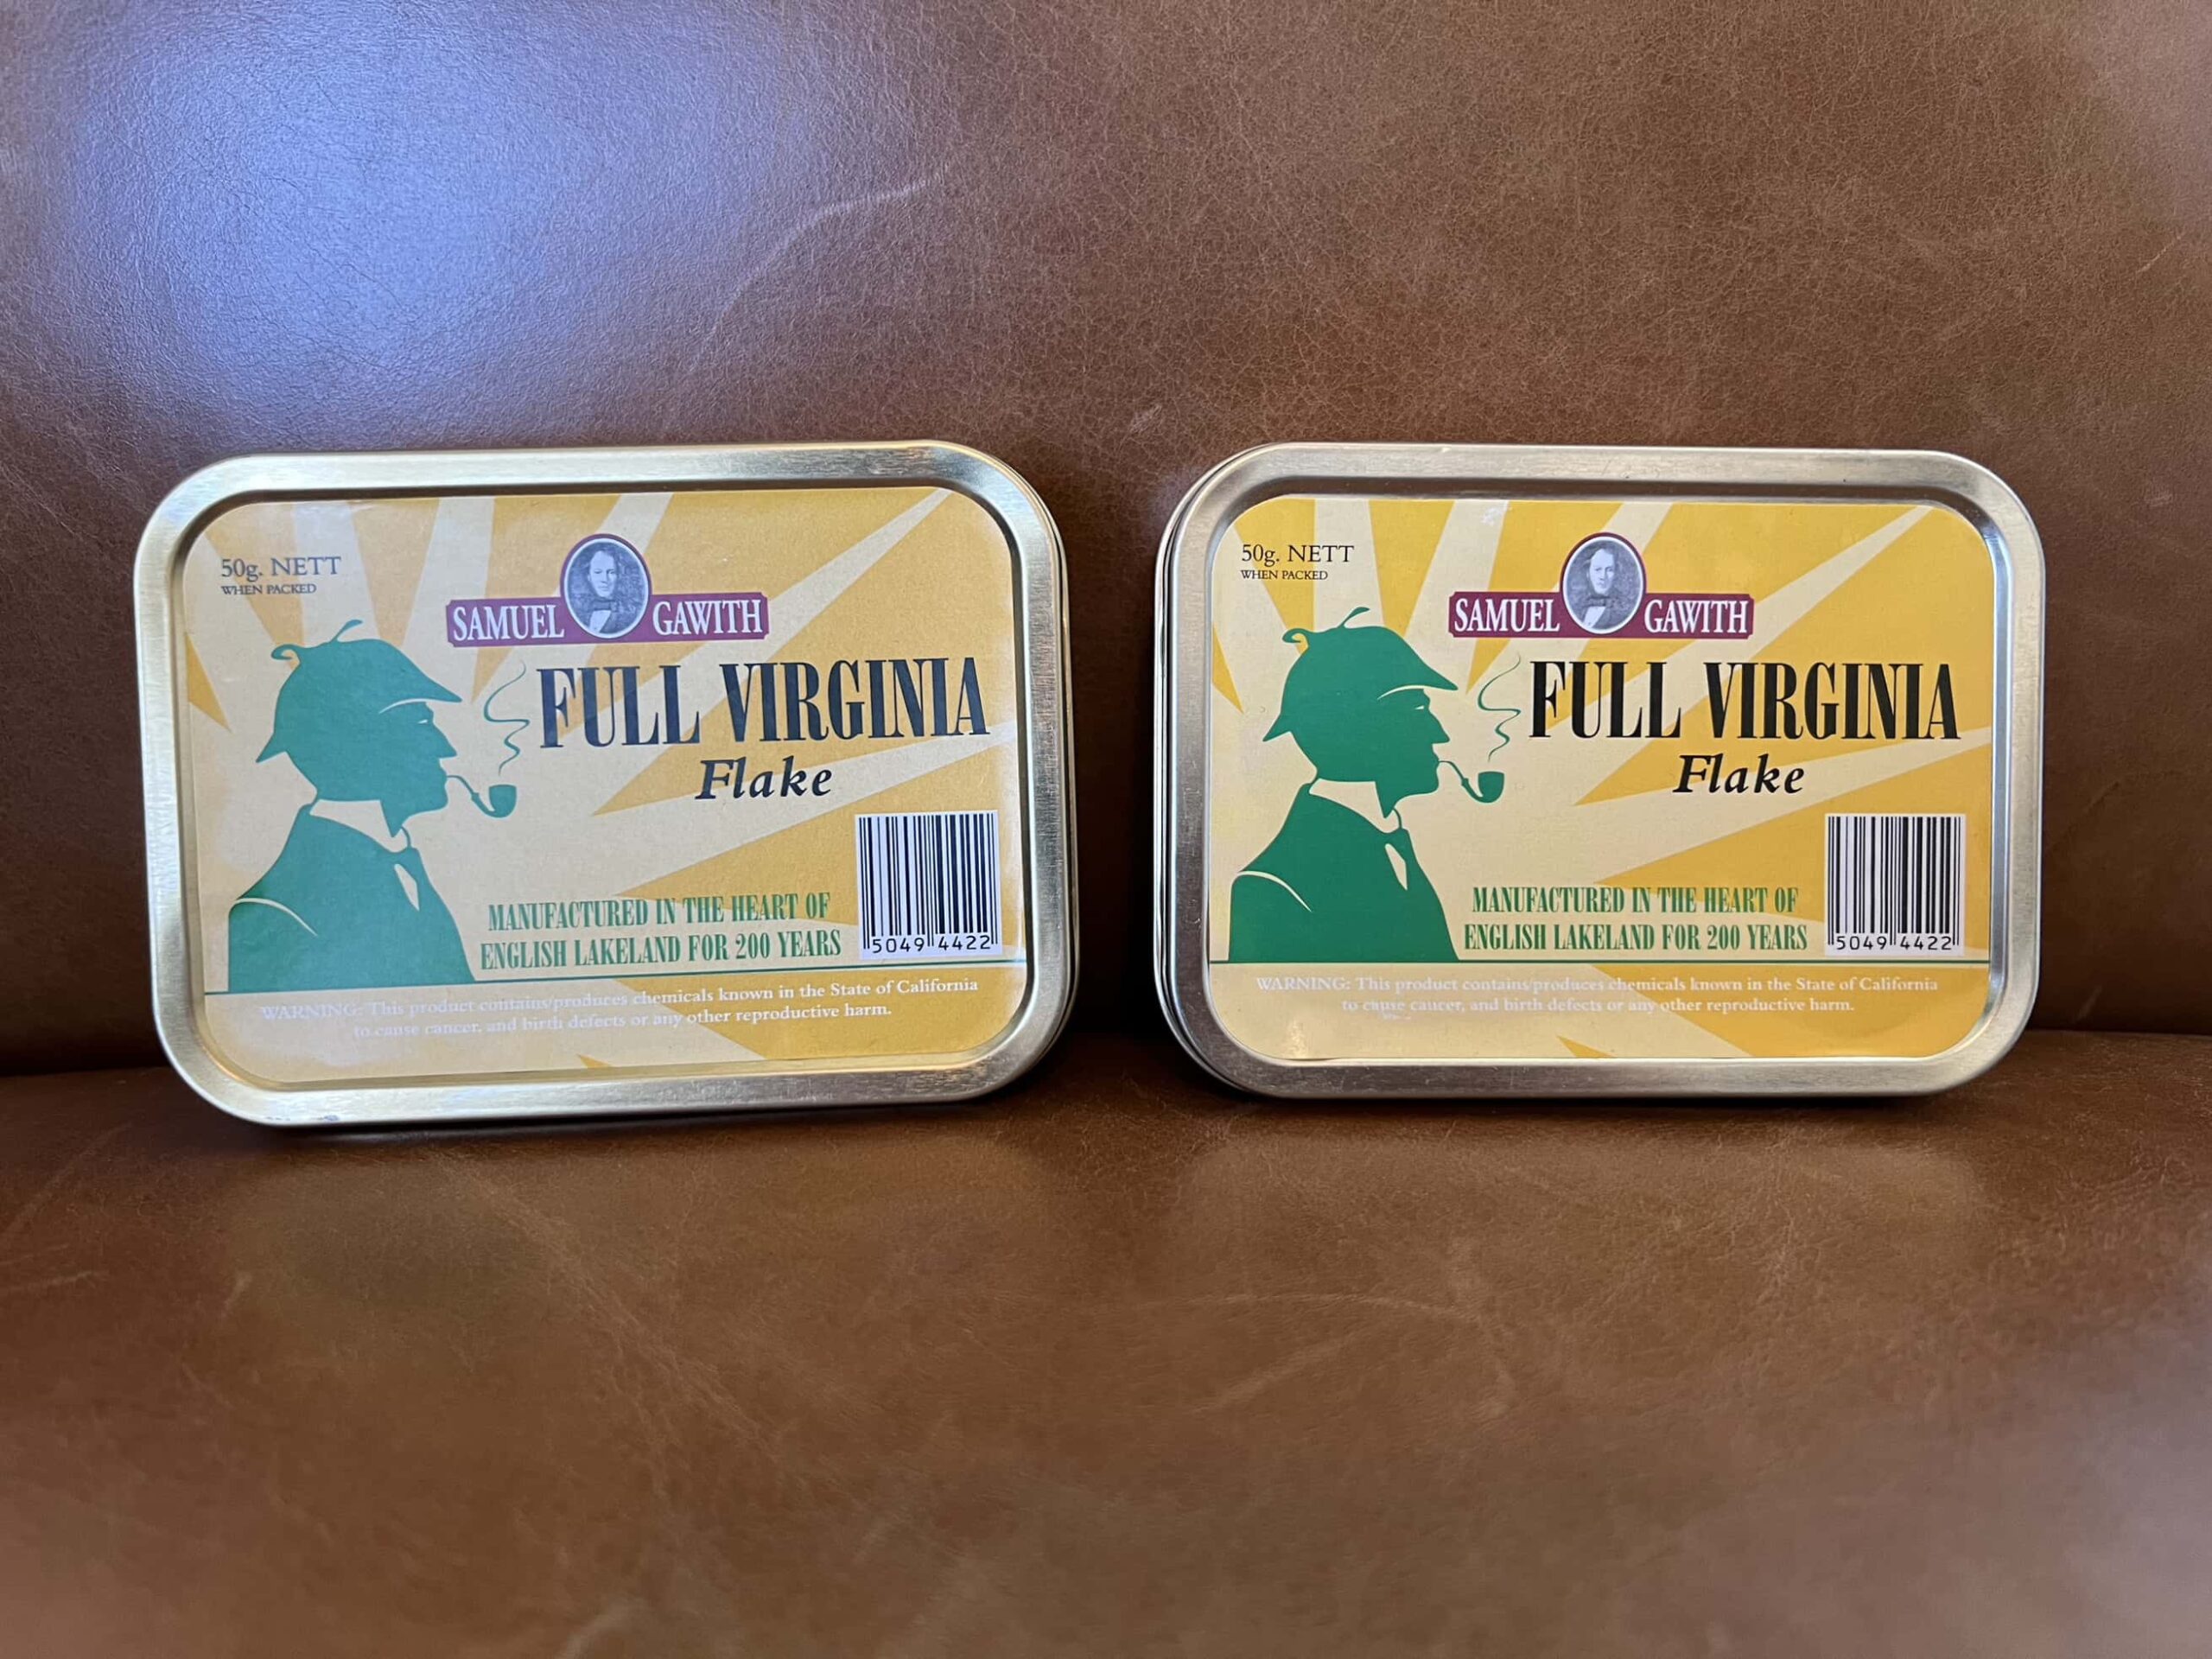 50g. NETT
WHEN PACKED
SAMUEL GAWITH
FULL VIRGINIA
Flake
MANUFACTURED IN THE HEART OF
ENGLISH LAKELAND FOR 200 YEARS
5049 4422
WARNING: This product contains/produces chemicals known in the State of California
to cause cancer, and birth defects or any other reproductive harm.
50g. NETT
WHEN PACKED
SAMUEL GAWITH
FULL VIRGINIA
Flake
MANUFACTURED IN THE HEART OF
ENGLISH LAKELAND FOR 200 YEARS
5049 4422
WARNING: This product contains/produces chemicals known in the State of California
to cause cancer, and birth defects or any other reproductive harm.